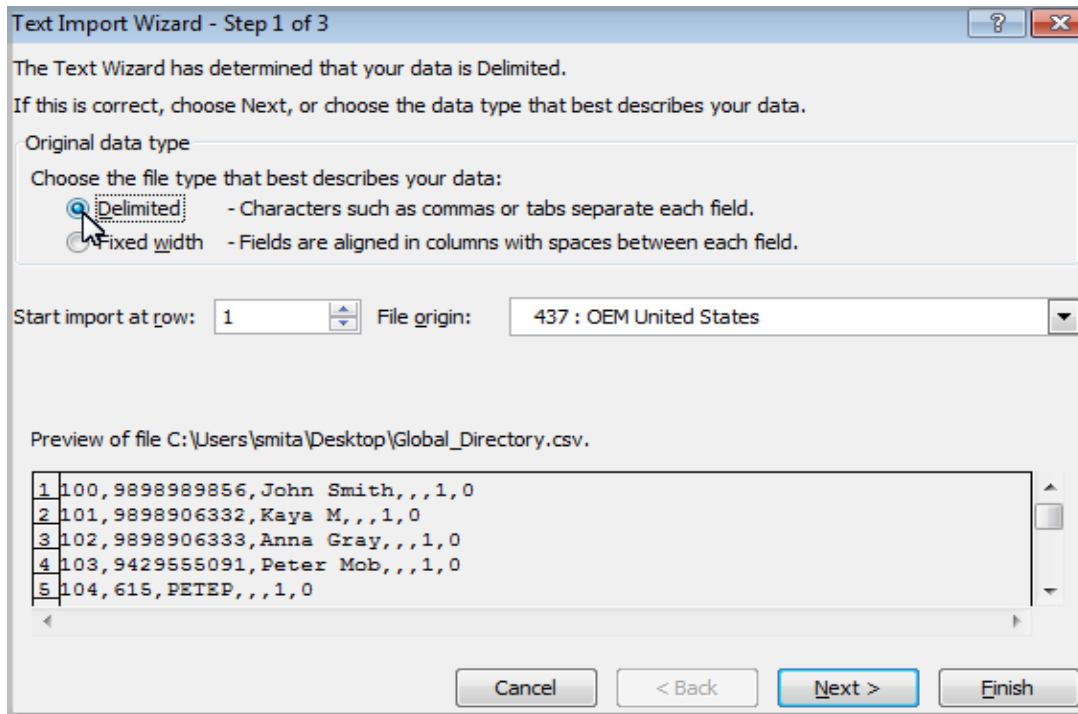 Text Import Wizard - Step 1 of 3
The Text Wizard has determined that your data is Delimited.
If this is correct, choose Next, or choose the data type that best describes your data.
Original data type
Choose the file type that best describes your data:
Delimited - Characters such as commas or tabs separate each field.
Fixed width - Fields are aligned in columns with spaces between each field.
Start import at row: 1 File origin: 437 : OEM United States
Preview of file C:\Users\smita\Desktop\Global_Directory.csv.
1 100,9898989856,John Smith,,,1,0
2 101,9898906332,Kaya M,,,1,0
3 102,9898906333,Anna Gray,,,1,0
4 103,9429555091,Peter Mob,,,1,0
5 104,615,PETEP,,,1,0
Cancel < Back Next > Finish